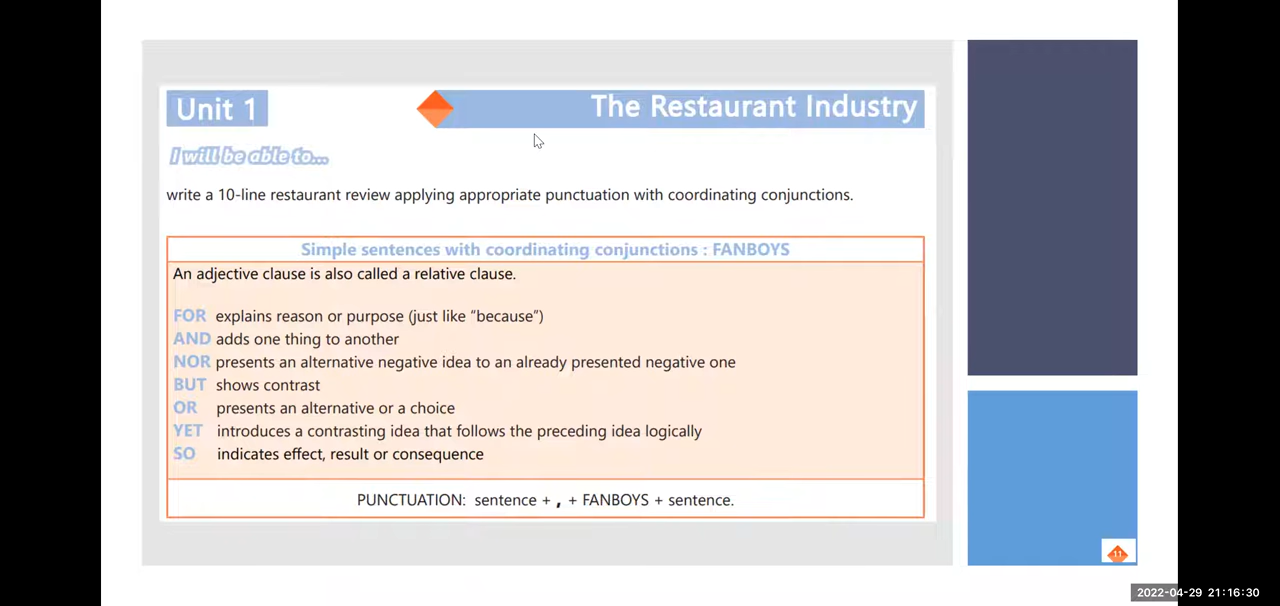 Unit 1
The Restaurant Industry
I will be able to...
write a 10-line restaurant review applying appropriate punctuation with coordinating conjunctions.
Simple sentences with coordinating conjunctions : FANBOYS
An adjective clause is also called a relative clause.
FOR explains reason or purpose (just like “because”)
AND adds one thing to another
NOR presents an alternative negative idea to an already presented negative one
BUT shows contrast
OR presents an alternative or a choice
YET introduces a contrasting idea that follows the preceding idea logically
SO indicates effect, result or consequence
PUNCTUATION: sentence + , + FANBOYS + sentence.
11
2022-04-29 21:16:30